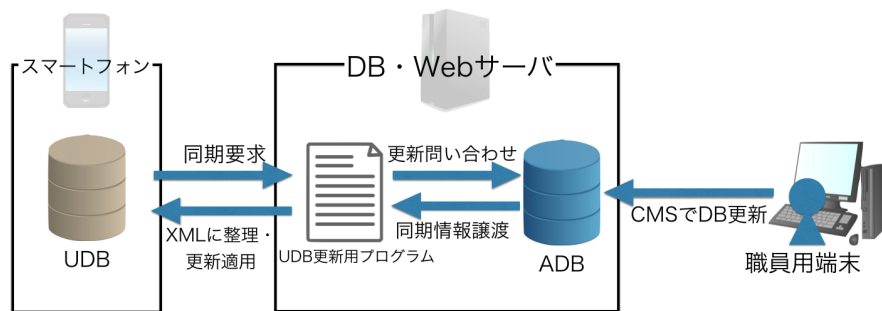 スマートフォン
DB・Webサーバ
同期要求
更新問い合わせ
CMSでDB更新
XMLに整理・
更新適用
同期情報譲渡
UDB
UDB更新用プログラム
ADB
職員用端末